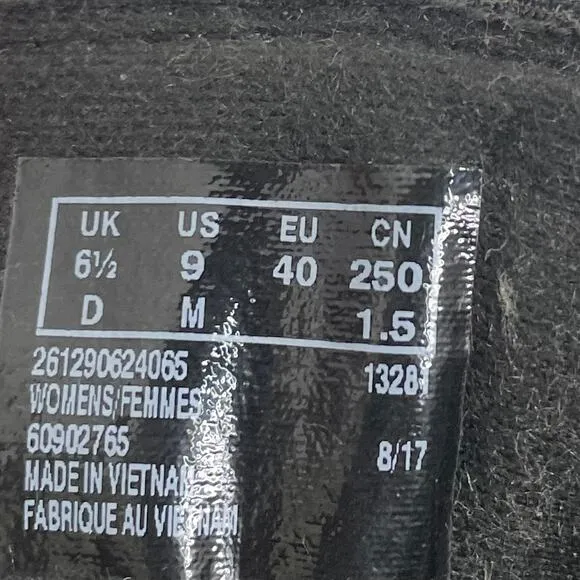 UK US EU CN
6½ 9 40 250
D M 1.5
261290624065 1328
WOMENS/FEMMES
60902765 8/17
MADE IN VIETNAM
FABRIQUE AU VIETNAM